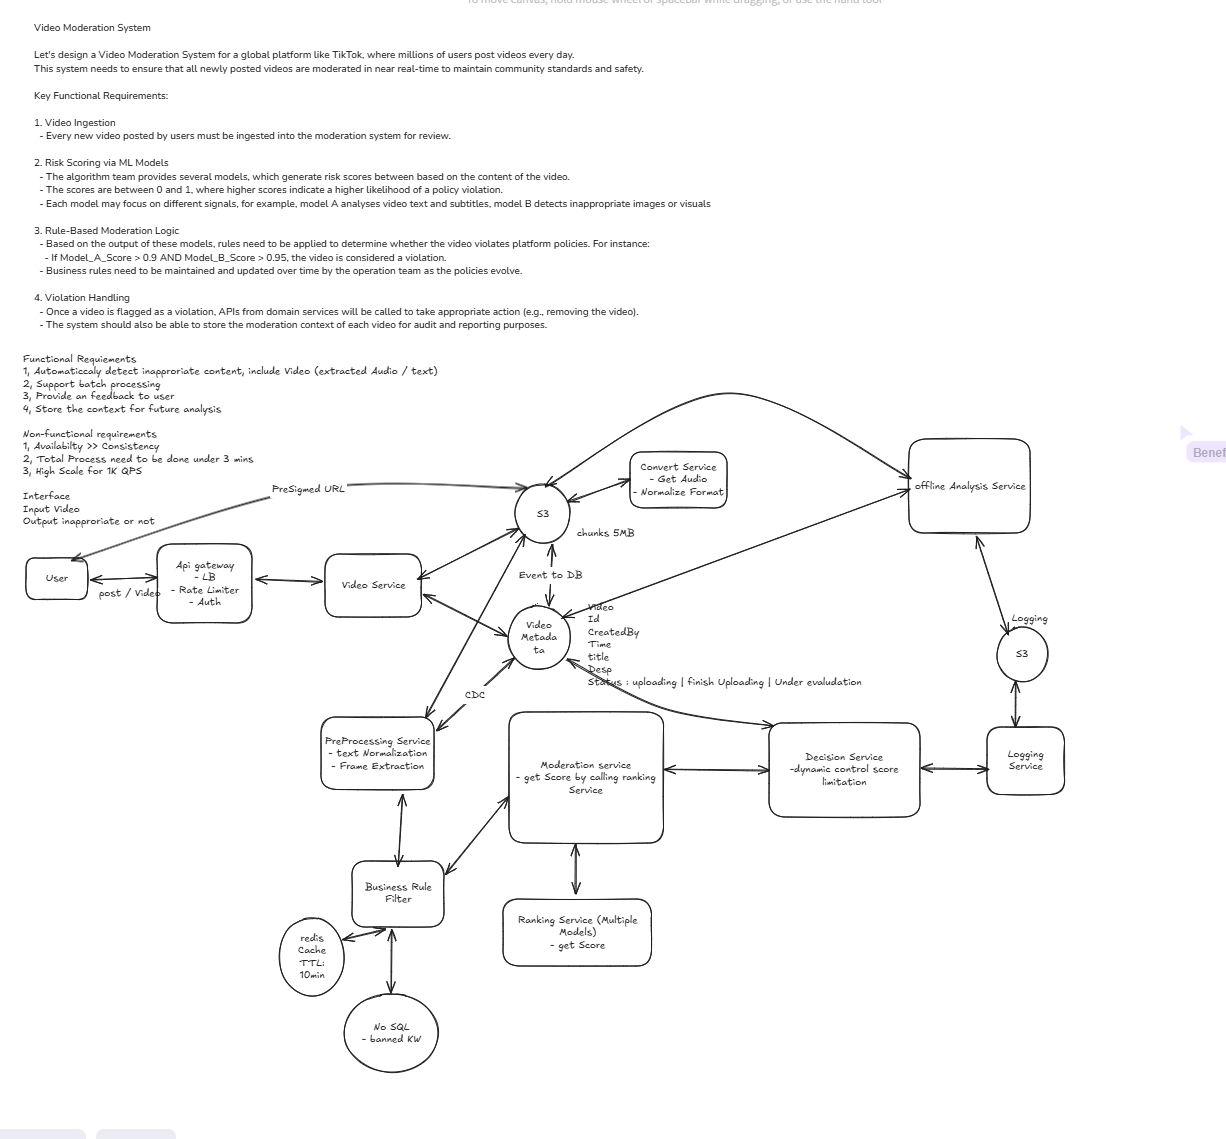 To move canvas, hold mouse wheel or spacebar while dragging, or use the hand tool
Video Moderation System
Let's design a Video Moderation System for a global platform like TikTok, where millions of users post videos every day.
This system needs to ensure that all newly posted videos are moderated in near real-time to maintain community standards and safety.
Key Functional Requirements:
1. Video Ingestion
- Every new video posted by users must be ingested into the moderation system for review.
2. Risk Scoring via ML Models
- The algorithm team provides several models, which generate risk scores between based on the content of the video.
- The scores are between 0 and 1, where higher scores indicate a higher likelihood of a policy violation.
- Each model may focus on different signals, for example, model A analyses video text and subtitles, model B detects inappropriate images or visuals
3. Rule-Based Moderation Logic
- Based on the output of these models, rules need to be applied to determine whether the video violates platform policies. For instance:
- If Model_A_Score > 0.9 AND Model_B_Score > 0.95, the video is considered a violation.
- Business rules need to be maintained and updated over time by the operation team as the policies evolve.
4. Violation Handling
- Once a video is flagged as a violation, APIs from domain services will be called to take appropriate action (e.g., removing the video).
- The system should also be able to store the moderation context of each video for audit and reporting purposes.
Functional Requiements
1, Automaticcaly detect inapproriate content, include Video (extracted Audio / text)
2, Support batch processing
3, Provide an feedback to user
4, Store the context for future analysis
Non-functional requirements
1, Availabilty >> Consistency
2, Total Process need to be done under 3 mins
3, High Scale for 1K QPS
Interface
Input Video
Output inapproriate or not
Benef
PreSigmed URL
S3
Convert Service
- Get Audio
- Normalize Format
chunks 5MB
offline Analysis Service
User
post / Video
Api gateway
- LB
- Rate Limiter
- Auth
Video Service
Event to DB
Video
Metada
ta
Video
Id
CreatedBy
Time
title
Desp
Status : uploading | finish Uploading | Under evaludation
Logging
S3
CDC
PreProcessing Service
- text Normalization
- Frame Extraction
Moderation service
- get Score by calling ranking
Service
Decision Service
-dynamic control score
limitation
Logging
Service
Business Rule
Filter
Ranking Service (Multiple
Models)
- get Score
redis
Cache
TTL:
10min
No SQL
- banned KW